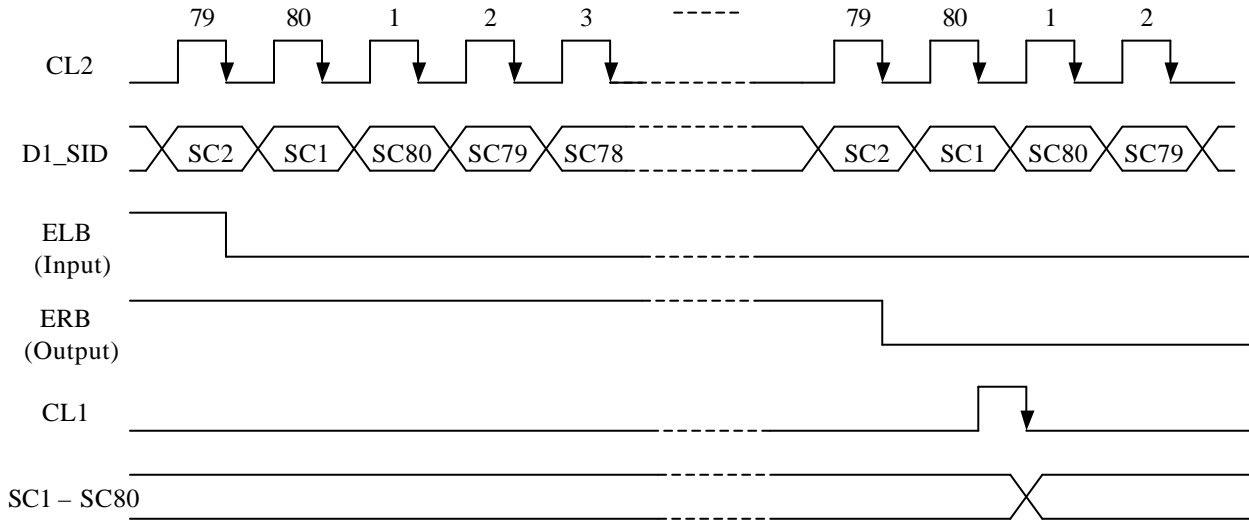 79 80 1 2 3 79 80 1 2
CL2
D1_SID SC2 SC1 SC80 SC79 SC78 SC2 SC1 SC80 SC79
ELB
(Input)
ERB
(Output)
CL1
SC1 – SC80